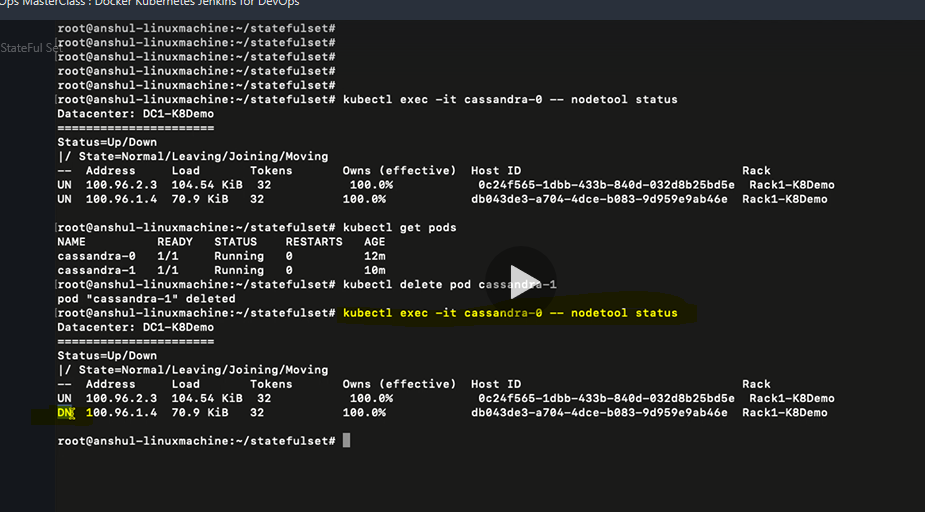 Ops MasterClass : Docker Kubernetes Jenkins for DevOps
StateFul Set
root@anshul-linuxmachine:~/statefulset#
root@anshul-linuxmachine:~/statefulset#
root@anshul-linuxmachine:~/statefulset#
root@anshul-linuxmachine:~/statefulset#
root@anshul-linuxmachine:~/statefulset#
root@anshul-linuxmachine:~/statefulset# kubectl exec -it cassandra-0 -- nodetool status
Datacenter: DC1-K8Demo
======================
Status=Up/Down
|/ State=Normal/Leaving/Joining/Moving
-- Address Load Tokens Owns (effective) Host ID Rack
UN 100.96.2.3 104.54 KiB 32 100.0% 0c24f565-1dbb-433b-840d-032d8b25bd5e Rack1-K8Demo
UN 100.96.1.4 70.9 KiB 32 100.0% db043de3-a704-4dce-b083-9d959e9ab46e Rack1-K8Demo
root@anshul-linuxmachine:~/statefulset# kubectl get pods
NAME READY STATUS RESTARTS AGE
cassandra-0 1/1 Running 0 12m
cassandra-1 1/1 Running 0 10m
root@anshul-linuxmachine:~/statefulset# kubectl delete pod cassandra-1
pod "cassandra-1" deleted
root@anshul-linuxmachine:~/statefulset# kubectl exec -it cassandra-0 -- nodetool status
Datacenter: DC1-K8Demo
======================
Status=Up/Down
|/ State=Normal/Leaving/Joining/Moving
-- Address Load Tokens Owns (effective) Host ID Rack
UN 100.96.2.3 104.54 KiB 32 100.0% 0c24f565-1dbb-433b-840d-032d8b25bd5e Rack1-K8Demo
DN 100.96.1.4 70.9 KiB 32 100.0% db043de3-a704-4dce-b083-9d959e9ab46e Rack1-K8Demo
root@anshul-linuxmachine:~/statefulset#